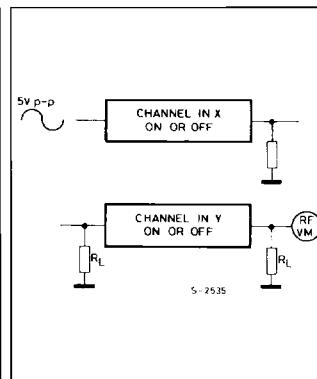 5V p-p
CHANNEL IN X
ON OR OFF
CHANNEL IN Y
ON OR OFF
RF
VM
RL
RL
S-2535